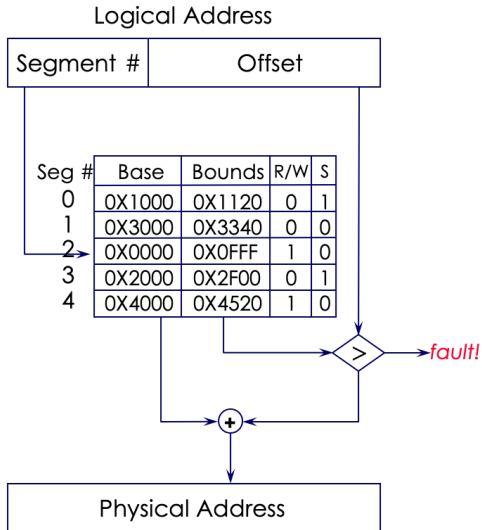 Logical Address
Segment # Offset
Seg # Base Bounds R/W S
0 0X1000 0X1120 0 1
1 0X3000 0X3340 0 0
2 0X0000 0X0FFF 1 0
3 0X2000 0X2F00 0 1
4 0X4000 0X4520 1 0
> fault!
+
Physical Address